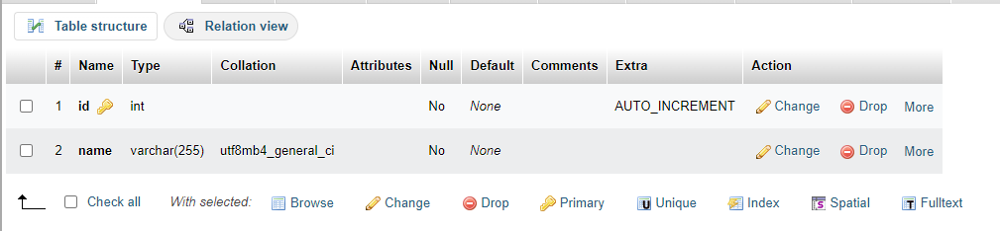 Table structure Relation view
# Name Type Collation Attributes Null Default Comments Extra Action
1 id int No None AUTO_INCREMENT Change Drop More
2 name varchar(255) utf8mb4_general_ci No None Change Drop More
Check all With selected: Browse Change Drop Primary U Unique Index S Spatial T Fulltext